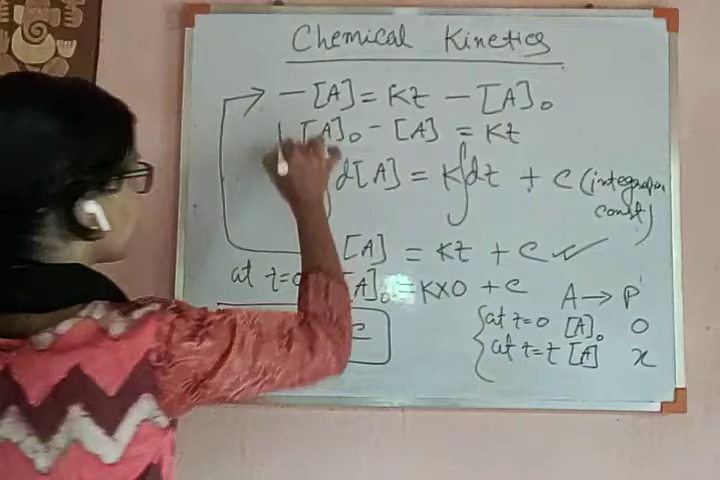 Chemical Kinetics
— [A] = Kt — [A]₀
[A]₀ - [A] = Kt
d[A] = K∫dt + C (integration const)
[A] = Kt + C ✓
at t=0 [A]₀ = K×0 + C
A → P
at t=0 [A]₀ 0
at t=t [A] x